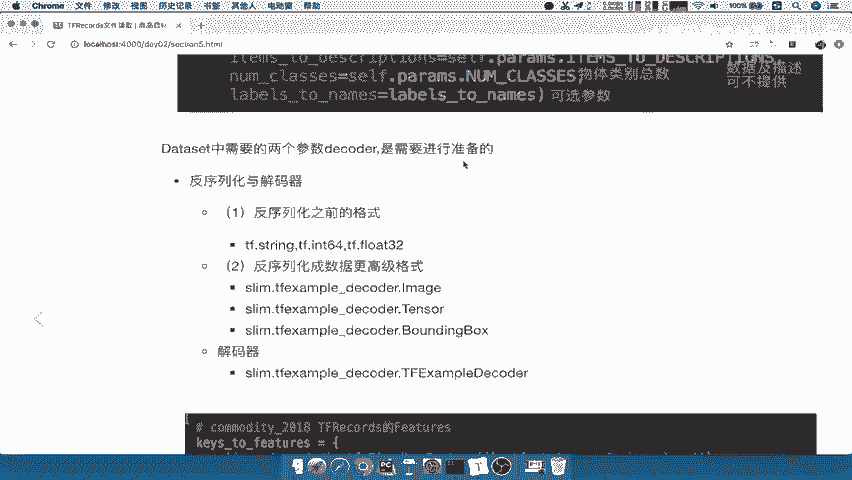 Chrome 文件 修改 视图 历史记录 书签 其他人 电动窗 帮助
100%
TFRecords文件读取 | 商品
localhost:4000/day02/section5.html
items_to_descriptions=self.params.ITEMS_TO_DESCRIPTIONS,
num_classes=self.params.NUM_CLASSES,物体类别总数
数据及描述
可不提供
labels_to_names=labels_to_names) 可选参数
Dataset中需要的两个参数decoder,是需要进行准备的
反序列化与解码器
（1）反序列化之前的格式
tf.string,tf.int64,tf.float32
（2）反序列化成数据更高级格式
slim.tfexample_decoder.Image
slim.tfexample_decoder.Tensor
slim.tfexample_decoder.BoundingBox
解码器
slim.tfexample_decoder.TFExampleDecoder
# commodity_2018 TFRecords的Features
keys_to_features = {